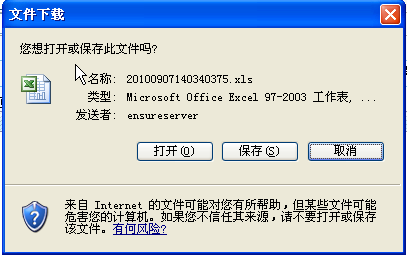 文件下载
您想打开或保存此文件吗?
名称: 20100907140340375.xls
类型: Microsoft Office Excel 97-2003 工作表, ...
发送者: ensureserver
打开(O)
保存(S)
取消
来自 Internet 的文件可能对您有所帮助,但某些文件可能
危害您的计算机。如果您不信任其来源,请不要打开或保存
该文件。有何风险?